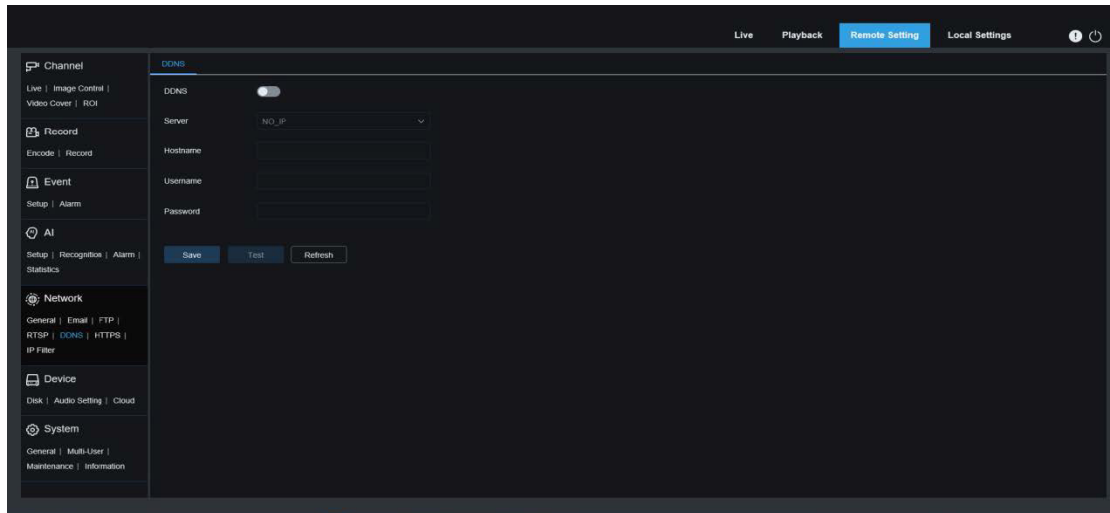 Live Playback Remote Setting Local Settings
Channel
Live | Image Control |
Video Cover | ROI
Record
Encode | Record
Event
Setup | Alarm
AI
Setup | Recognition | Alarm |
Statistics
Network
General | Email | FTP |
RTSP | DDNS | HTTPS |
IP Filter
Device
Disk | Audio Setting | Cloud
System
General | Multi-User |
Maintenance | Information
DDNS
DDNS
Server NO_IP
Hostname
Username
Password
Save Test Refresh